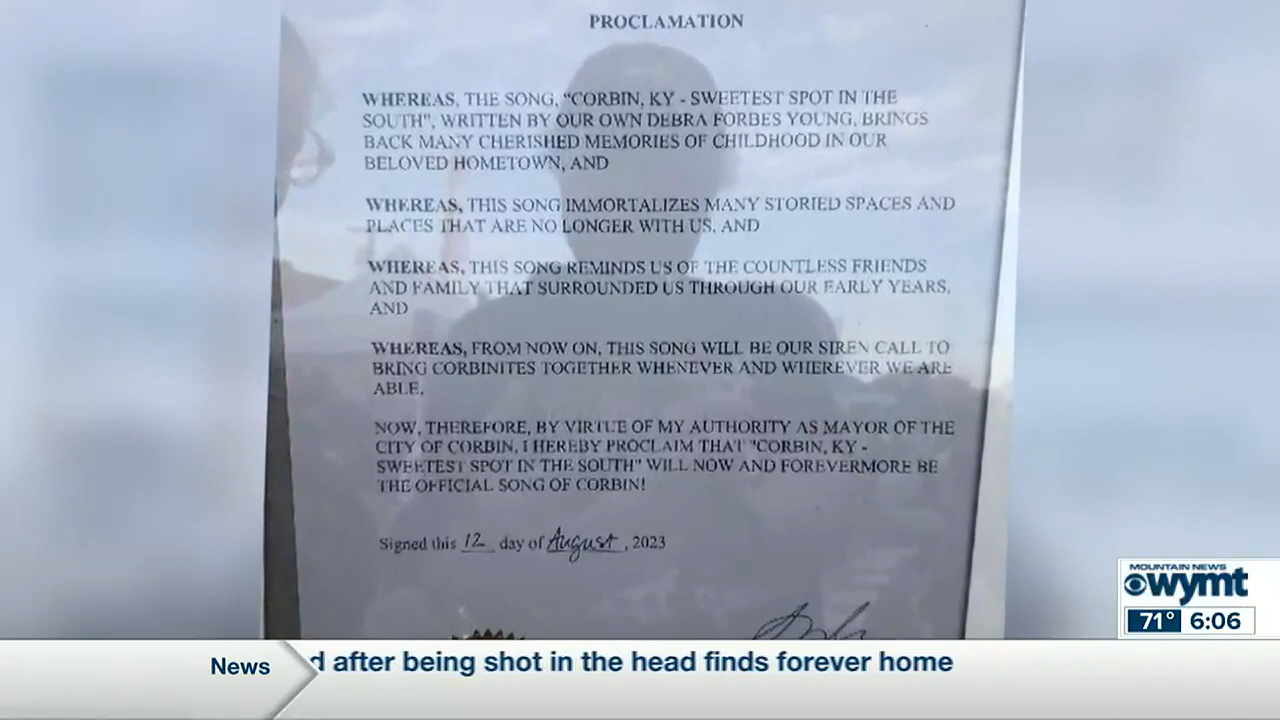 PROCLAMATION
WHEREAS, THE SONG, "CORBIN, KY - SWEETEST SPOT IN THE
SOUTH", WRITTEN BY OUR OWN DEBRA FORBES YOUNG, BRINGS
BACK MANY CHERISHED MEMORIES OF CHILDHOOD IN OUR
BELOVED HOMETOWN, AND
WHEREAS, THIS SONG IMMORTALIZES MANY STORIED SPACES AND
PLACES THAT ARE NO LONGER WITH US, AND
WHEREAS, THIS SONG REMINDS US OF THE COUNTLESS FRIENDS
AND FAMILY THAT SURROUNDED US THROUGH OUR EARLY YEARS,
AND
WHEREAS, FROM NOW ON, THIS SONG WILL BE OUR SIREN CALL TO
BRING CORBINITES TOGETHER WHENEVER AND WHEREVER WE ARE
ABLE,
NOW, THEREFORE, BY VIRTUE OF MY AUTHORITY AS MAYOR OF THE
CITY OF CORBIN, I HEREBY PROCLAIM THAT "CORBIN, KY -
SWEETEST SPOT IN THE SOUTH" WILL NOW AND FOREVERMORE BE
THE OFFICIAL SONG OF CORBIN!
Signed this 12 day of August, 2023
MOUNTAIN NEWS
wymt
71° 6:06
News
after being shot in the head finds forever home